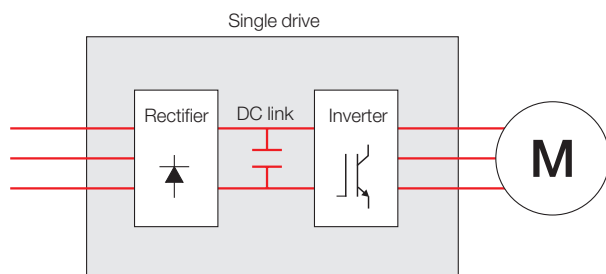 Single drive
Rectifier
DC link
Inverter
M